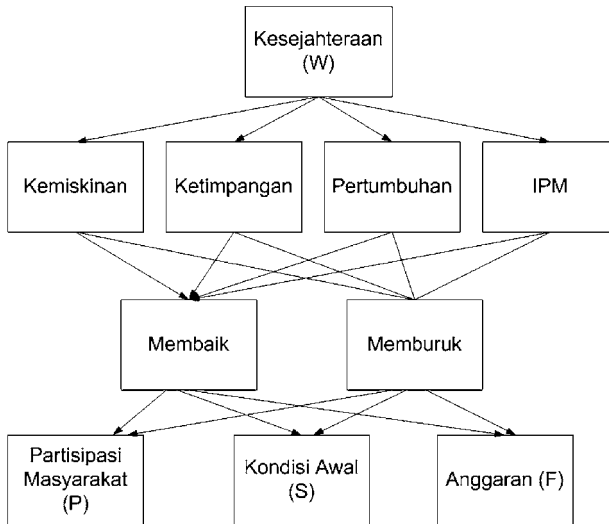 Kesejahteraan
(W)
Kemiskinan
Ketimpangan
Pertumbuhan
IPM
Membaik
Memburuk
Partisipasi
Masyarakat
(P)
Kondisi Awal
(S)
Anggaran (F)